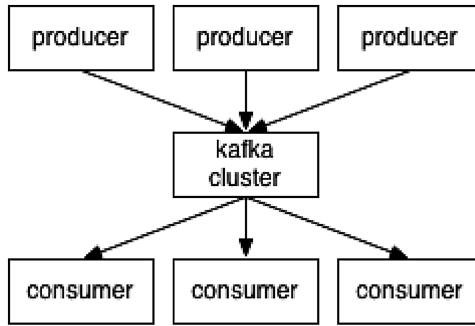 producer
producer
producer
kafka
cluster
consumer
consumer
consumer